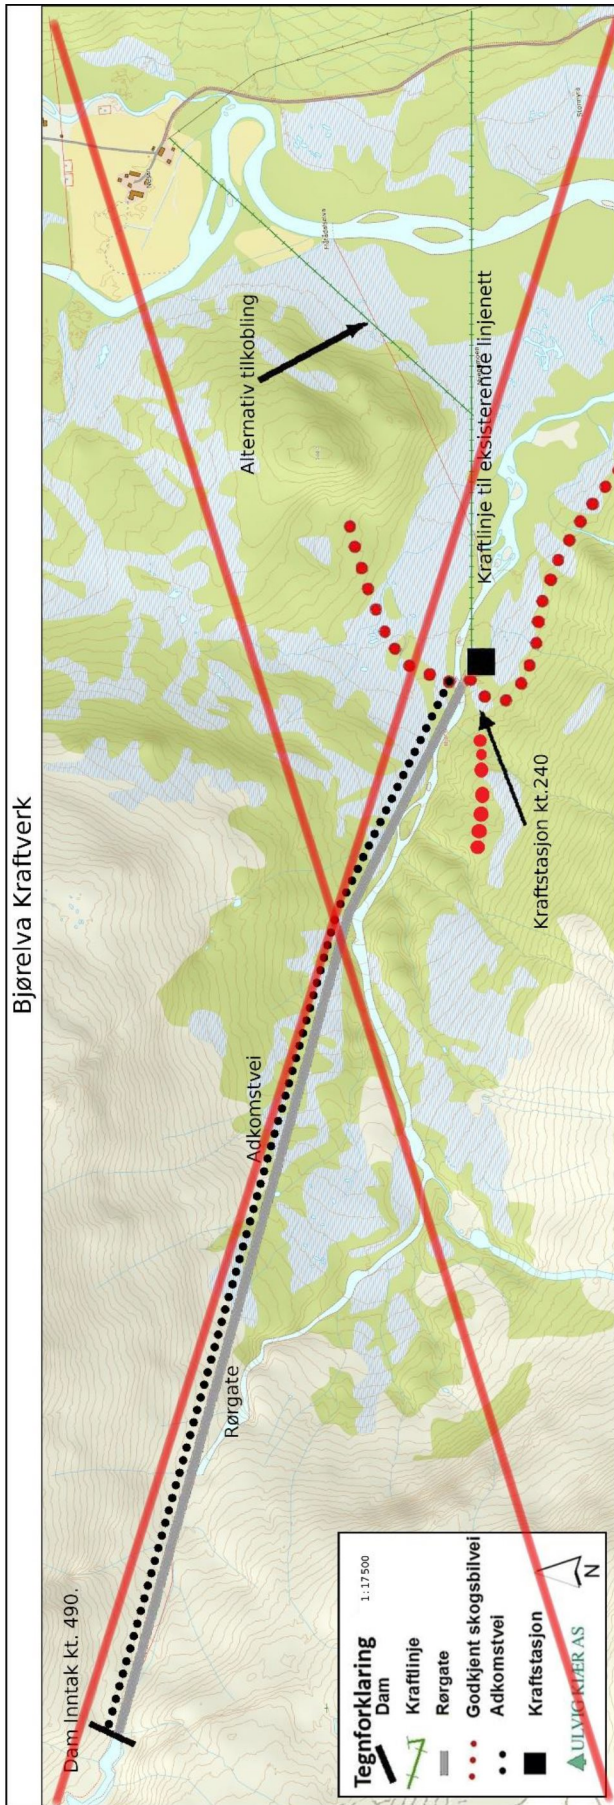 Bjørelva Kraftverk
Dam Inntak kt. 490.
Rørgate
Adkomstvei
Alternativ tilkobling
Kraftlinje til eksisterende linjenett
Kraftstasjon kt.240
Tegnforklaring
1:17500
Dam
Kraftlinje
Rørgate
Godkjent skogsbilvei
Adkomstvei
Kraftstasjon
N
ULVIG KIÆR AS